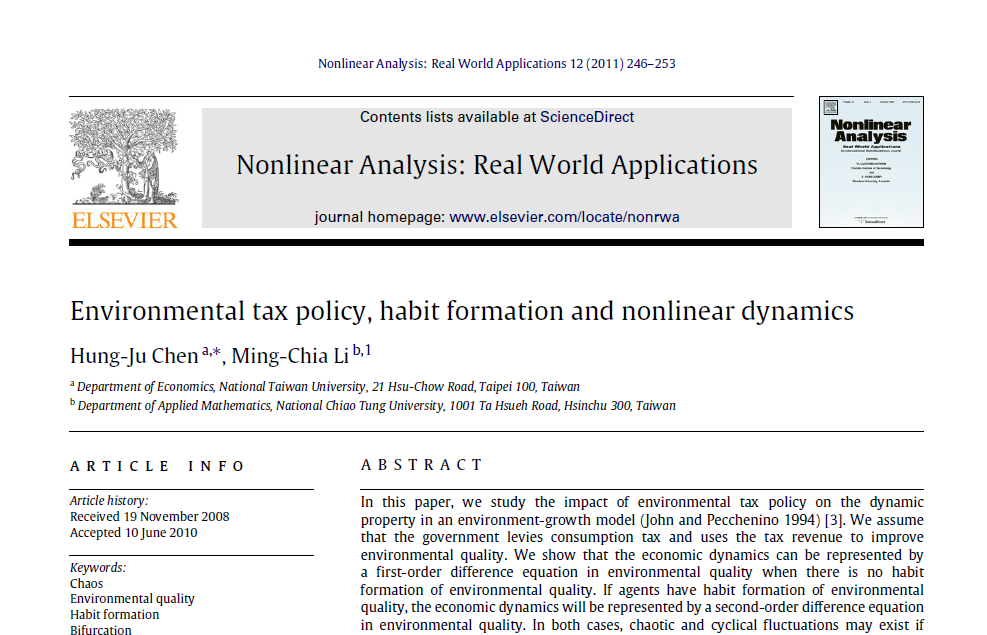 Nonlinear Analysis: Real World Applications 12 (2011) 246–253
Contents lists available at ScienceDirect
Nonlinear Analysis: Real World Applications
journal homepage: www.elsevier.com/locate/nonrwa
ELSEVIER
Nonlinear
Analysis
Real World Applications
Environmental tax policy, habit formation and nonlinear dynamics
Hung-Ju Chen a,*, Ming-Chia Li b,1
a Department of Economics, National Taiwan University, 21 Hsu-Chow Road, Taipei 100, Taiwan
b Department of Applied Mathematics, National Chiao Tung University, 1001 Ta Hsueh Road, Hsinchu 300, Taiwan
ARTICLE INFO
Article history:
Received 19 November 2008
Accepted 10 June 2010
Keywords:
Chaos
Environmental quality
Habit formation
Bifurcation
ABSTRACT
In this paper, we study the impact of environmental tax policy on the dynamic
property in an environment-growth model (John and Pecchenino 1994) [3]. We assume
that the government levies consumption tax and uses the tax revenue to improve
environmental quality. We show that the economic dynamics can be represented by
a first-order difference equation in environmental quality when there is no habit
formation of environmental quality. If agents have habit formation of environmental
quality, the economic dynamics will be represented by a second-order difference equation
in environmental quality. In both cases, chaotic and cyclical fluctuations may exist if